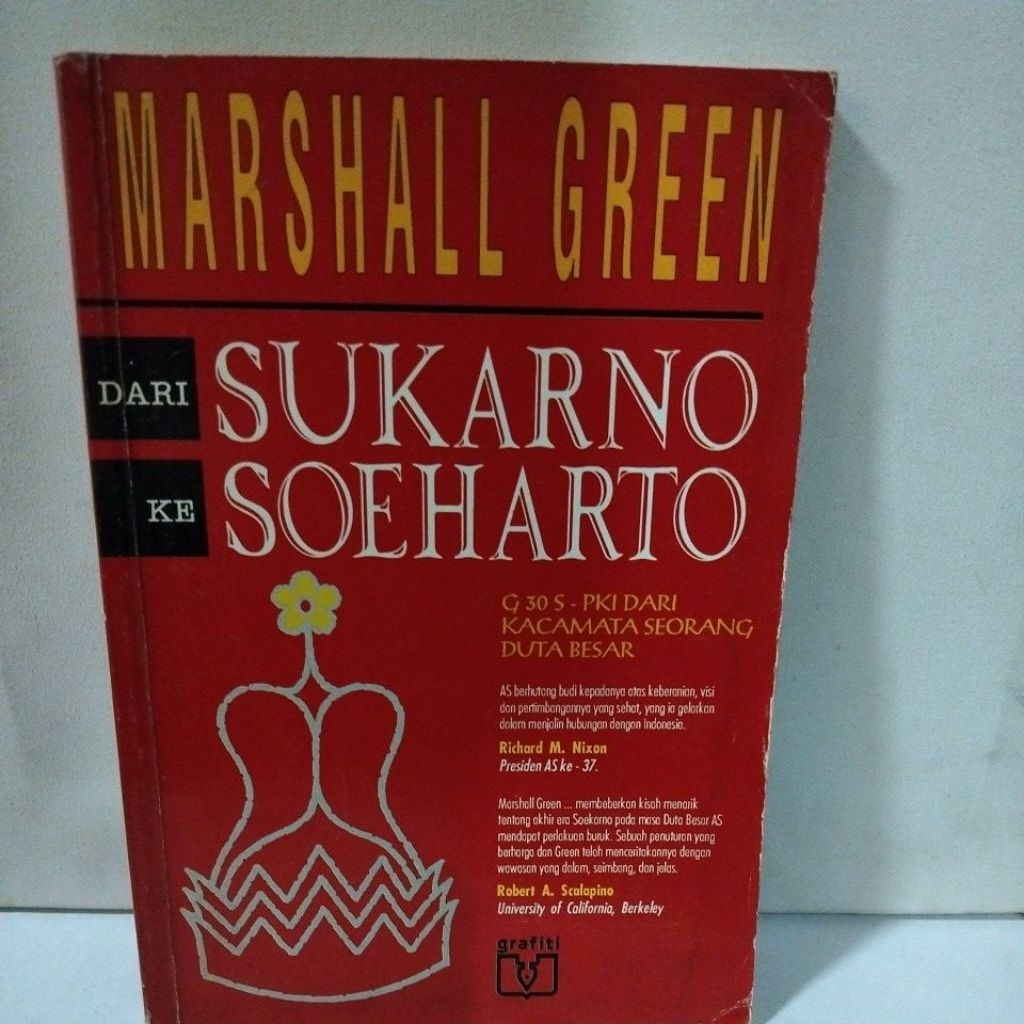 MARSHALL GREEN
DARI SUKARNO
KE SOEHARTO
G 30 S - PKI DARI
KACAMATA SEORANG
DUTA BESAR
AS berhutang budi kepadanya atas keberanian, visi
dan pertimbangannya yang sehat, yang ia gelarkan
dalam menjalin hubungan dengan Indonesia.
Richard M. Nixon
Presiden AS ke - 37.
Marshall Green ... membeberkan kisah menarik
tentang akhir era Soekarno pada masa Duta Besar AS
mendapat perlakuan buruk. Sebuah penuturan yang
berharga dan Green telah menceritakannya dengan
wawasan yang dalam, seimbang, dan jelas.
Robert A. Scalapino
University of California, Berkeley
grafiti